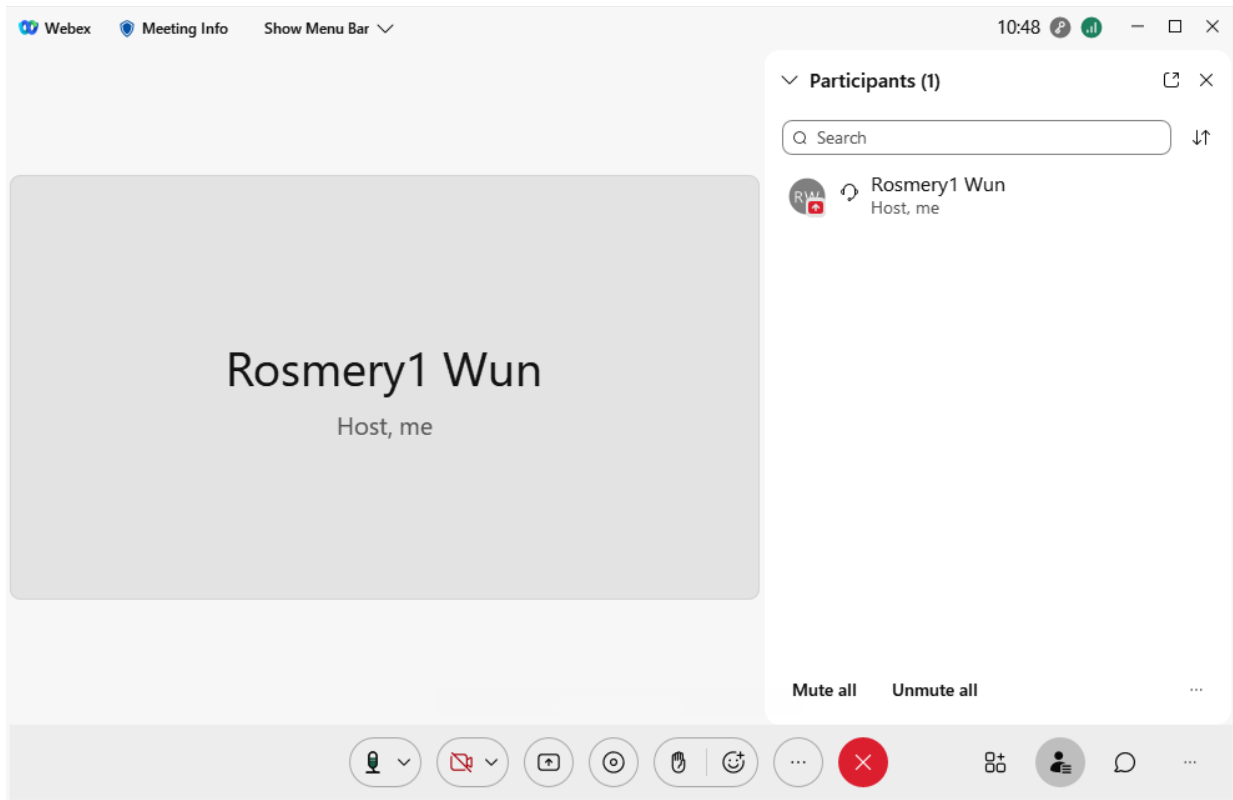 Webex Meeting Info Show Menu Bar 10:48
Participants (1)
Search
RW Rosmery1 Wun
Host, me
Rosmery1 Wun
Host, me
Mute all Unmute all